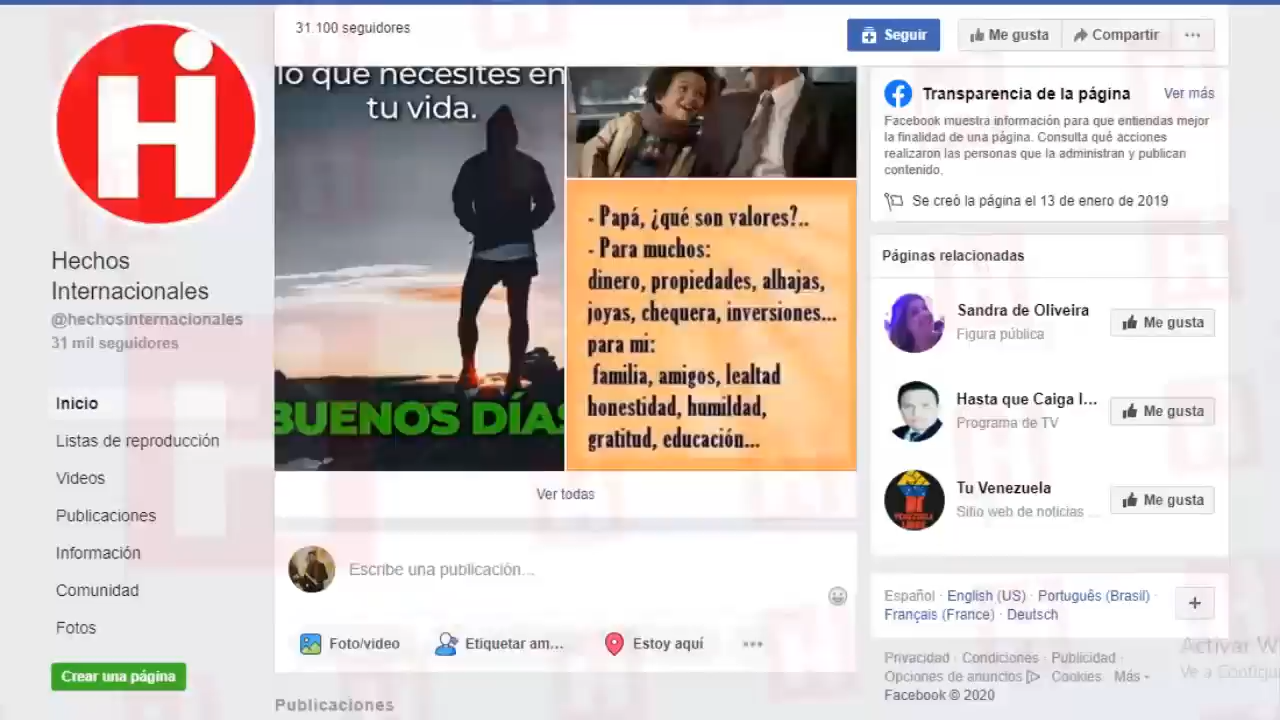 31.100 seguidores
Seguir
Me gusta
Compartir
Hi
Hechos
Internacionales
@hechosinternacionales
31 mil seguidores
Inicio
Listas de reproducción
Videos
Publicaciones
Información
Comunidad
Fotos
Crear una página
lo que necesites en
tu vida.
BUENOS DÍAS
- Papá, ¿qué son valores?..
- Para muchos:
dinero, propiedades, alhajas,
joyas, chequera, inversiones...
para mi:
familia, amigos, lealtad
honestidad, humildad,
gratitud, educación...
Ver todas
Escribe una publicación...
Foto/video
Etiquetar am...
Estoy aquí
Publicaciones
Transparencia de la página
Ver más
Facebook muestra información para que entiendas mejor
la finalidad de una página. Consulta qué acciones
realizaron las personas que la administran y publican
contenido.
Se creó la página el 13 de enero de 2019
Páginas relacionadas
Sandra de Oliveira
Figura pública
Me gusta
Hasta que Caiga l...
Programa de TV
Me gusta
Tu Venezuela
Sitio web de noticias ...
Me gusta
VENEZUELA
LIBRE
Español · English (US) · Português (Brasil) ·
Français (France) · Deutsch
Privacidad · Condiciones · Publicidad ·
Opciones de anuncios · Cookies · Más
Facebook © 2020
Activar W
Ve a Configu